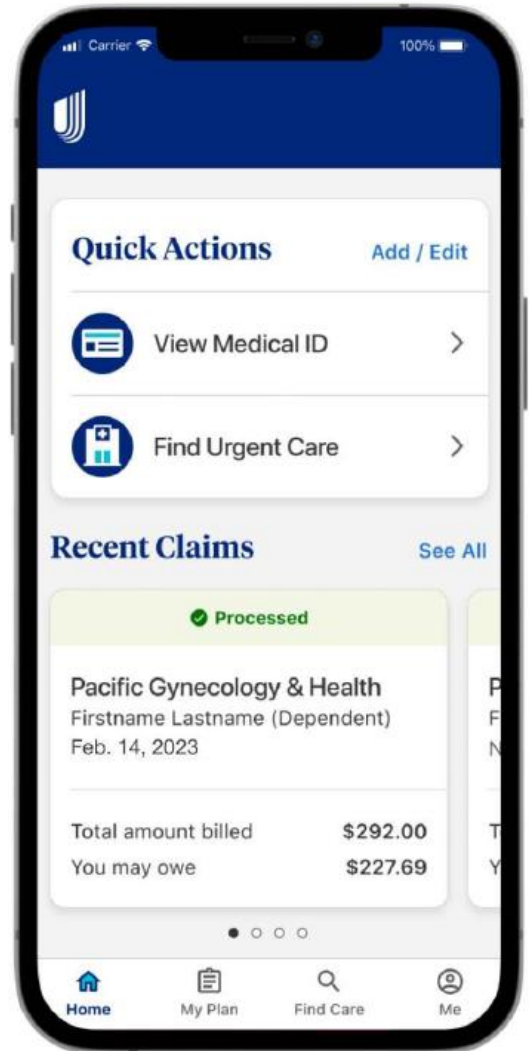 Carrier 100%
Quick Actions Add / Edit
View Medical ID
Find Urgent Care
Recent Claims See All
Processed
Pacific Gynecology & Health
Firstname Lastname (Dependent)
Feb. 14, 2023
Total amount billed $292.00
You may owe $227.69
Home My Plan Find Care Me